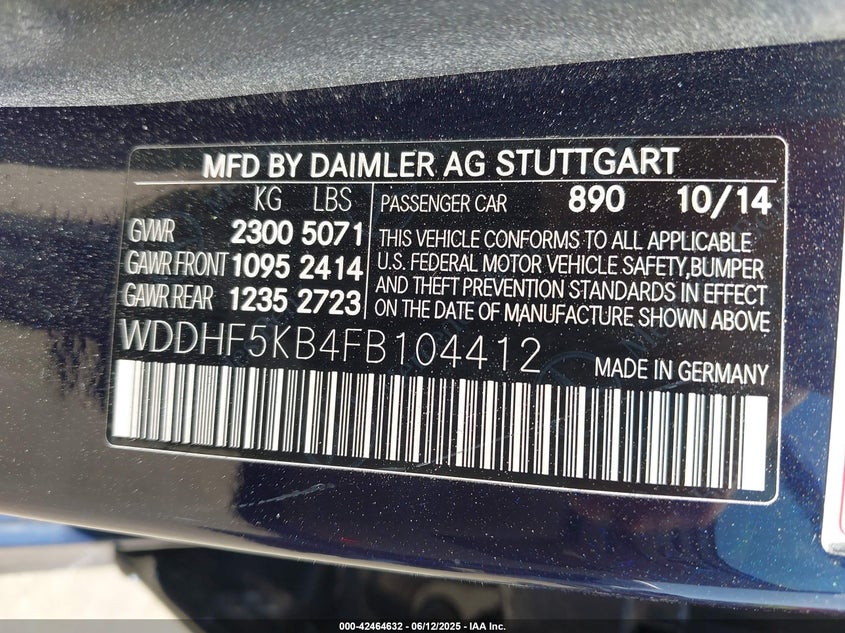 MFD BY DAIMLER AG STUTTGART
KG LBS
GVWR 2300 5071
GAWR FRONT 1095 2414
GAWR REAR 1235 2723
PASSENGER CAR 890 10/14
THIS VEHICLE CONFORMS TO ALL APPLICABLE
U.S. FEDERAL MOTOR VEHICLE SAFETY,BUMPER
AND THEFT PREVENTION STANDARDS IN EFFECT
ON THE DATE OF MANUFACTURE SHOWN ABOVE
WDDHF5KB4FB104412
MADE IN GERMANY
000-42464632 - 06/12/2025 - IAA Inc.